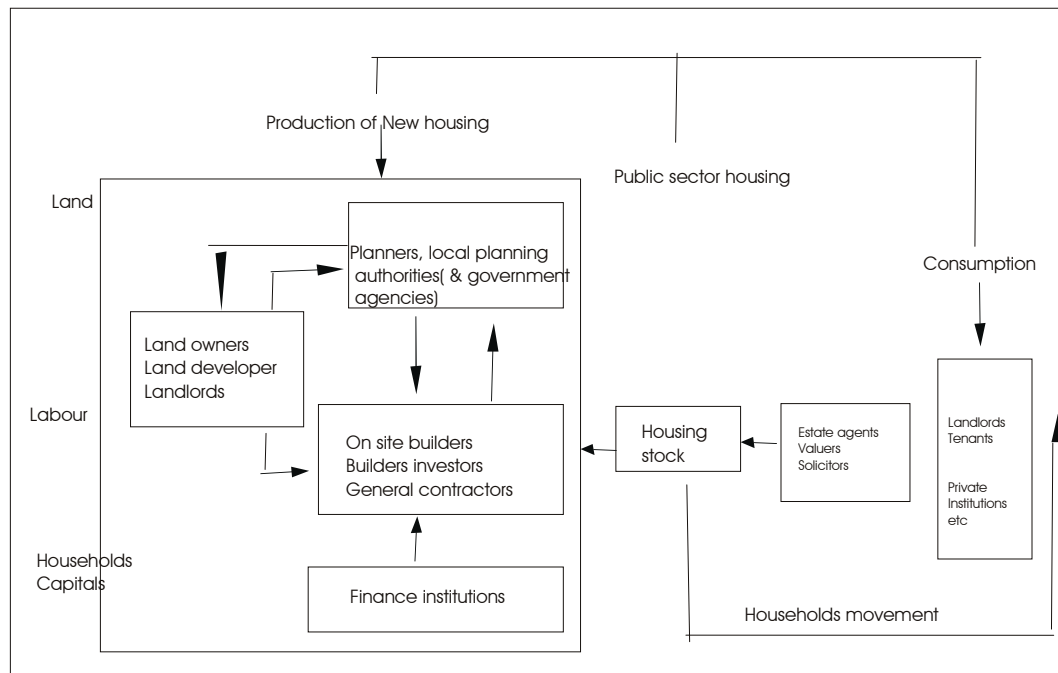 Production of New housing
Public sector housing
Land
Planners, local planning
authorities( & government
agencies)
Consumption
Land owners
Land developer
Landlords
Labour
On site builders
Builders investors
General contractors
Housing
stock
Estate agents
Valuers
Solicitors
Landlords
Tenants
Private
Institutions
etc
Households
Capitals
Finance institutions
Households movement